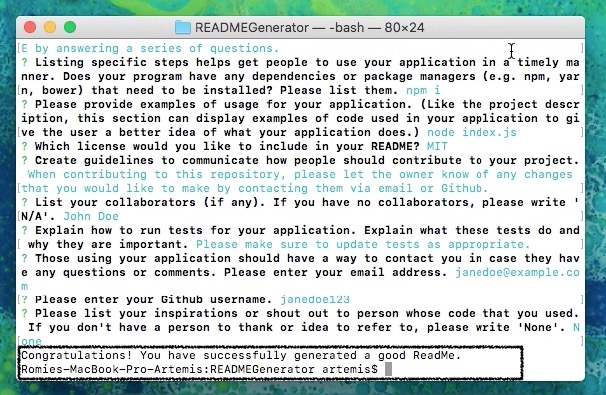 READMEGenerator — -bash — 80×24
E by answering a series of questions.
? Listing specific steps helps get people to use your application in a timely ma
nner. Does your program have any dependencies or package managers (e.g. npm, yar
n, bower) that need to be installed? Please list them. npm i
? Please provide examples of usage for your application. (Like the project descr
iption, this section can display examples of code used in your application to gi
ve the user a better idea of what your application does.) node index.js
? Which license would you like to include in your README? MIT
? Create guidelines to communicate how people should contribute to your project.
 When contributing to this repository, please let the owner know of any changes
that you would like to make by contacting them via email or Github.
? List your collaborators (if any). If you have no collaborators, please write '
N/A'. John Doe
? Explain how to run tests for your application. Explain what these tests do and
 why they are important. Please make sure to update tests as appropriate.
? Those using your application should have a way to contact you in case they hav
e any questions or comments. Please enter your email address. janedoe@example.co
m
? Please enter your Github username. janedoe123
? Please list your inspirations or shout out to person whose code that you used.
 If you don't have a person to thank or idea to refer to, please write 'None'. N
one
Congratulations! You have successfully generated a good ReadMe.
Romies-MacBook-Pro-Artemis:READMEGenerator artemis$